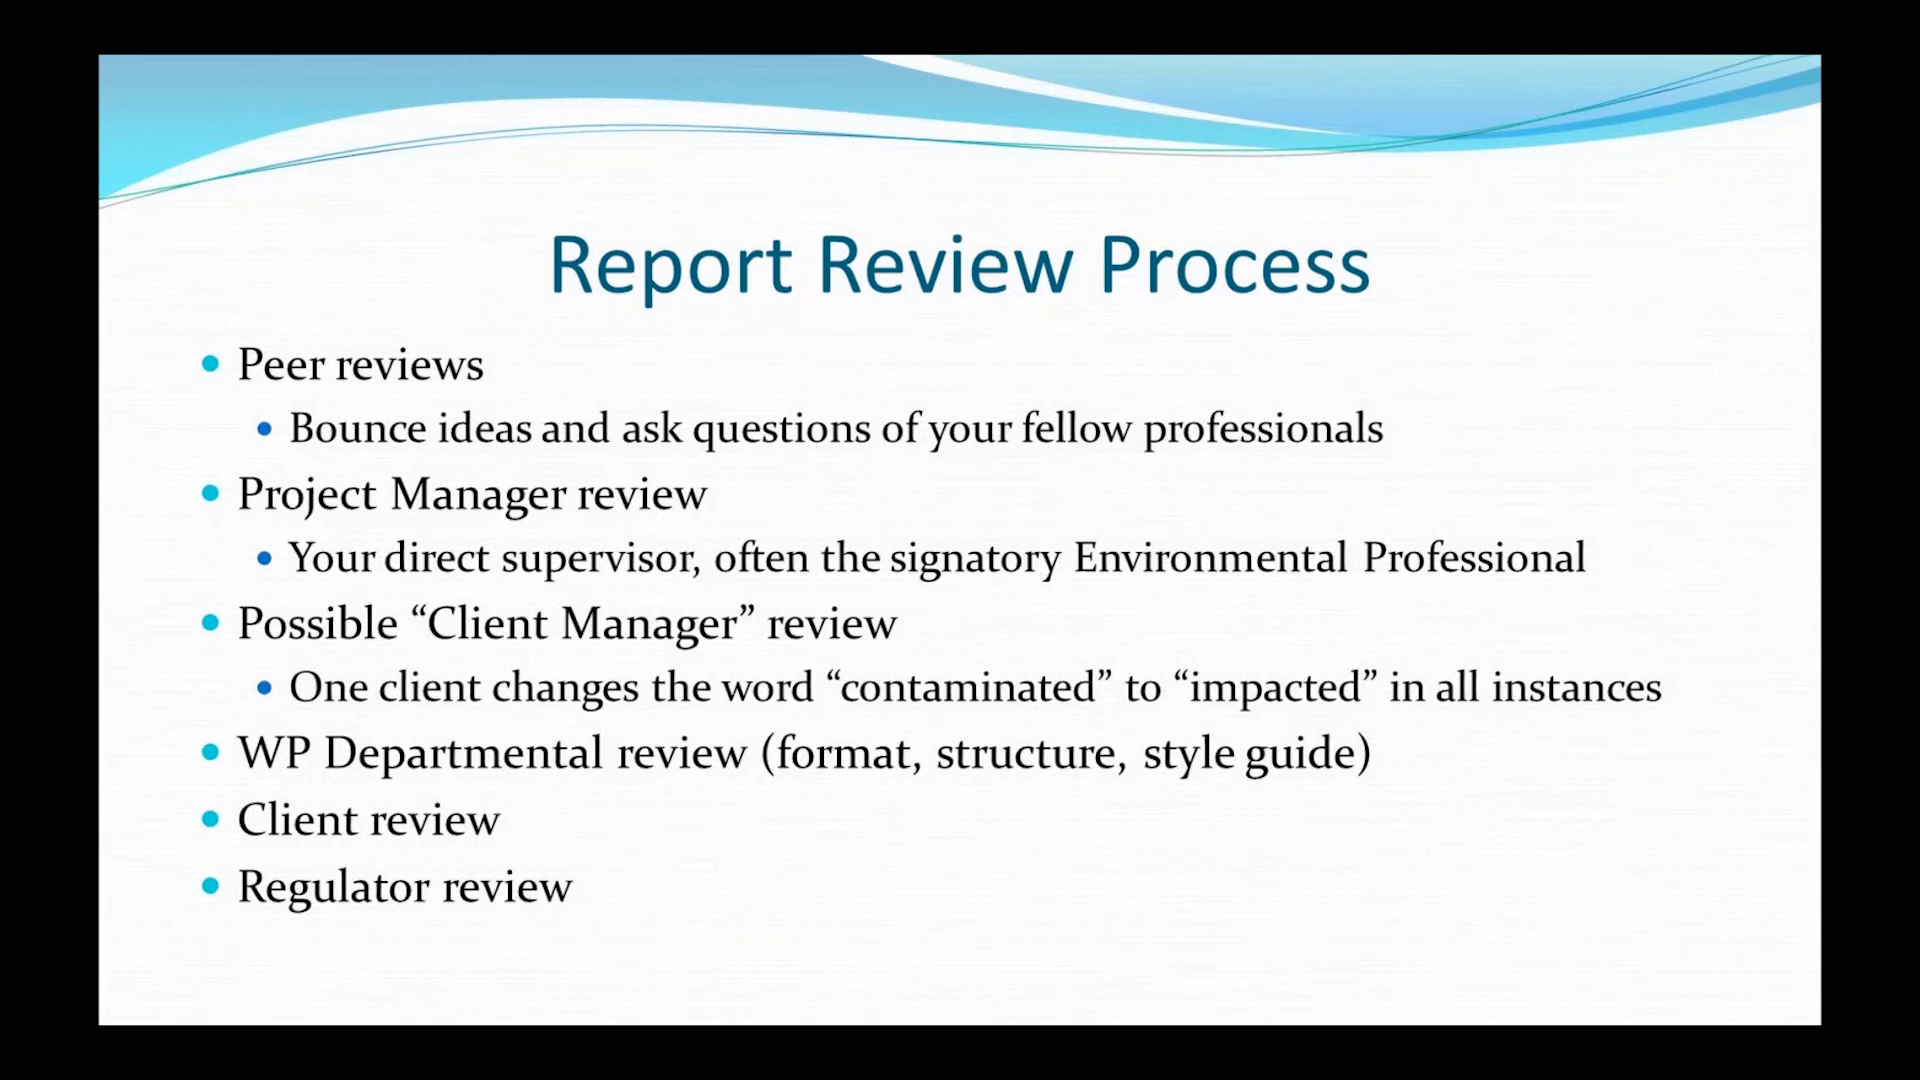 Report Review Process
Peer reviews
Bounce ideas and ask questions of your fellow professionals
Project Manager review
Your direct supervisor, often the signatory Environmental Professional
Possible “Client Manager” review
One client changes the word “contaminated” to “impacted” in all instances
WP Departmental review (format, structure, style guide)
Client review
Regulator review